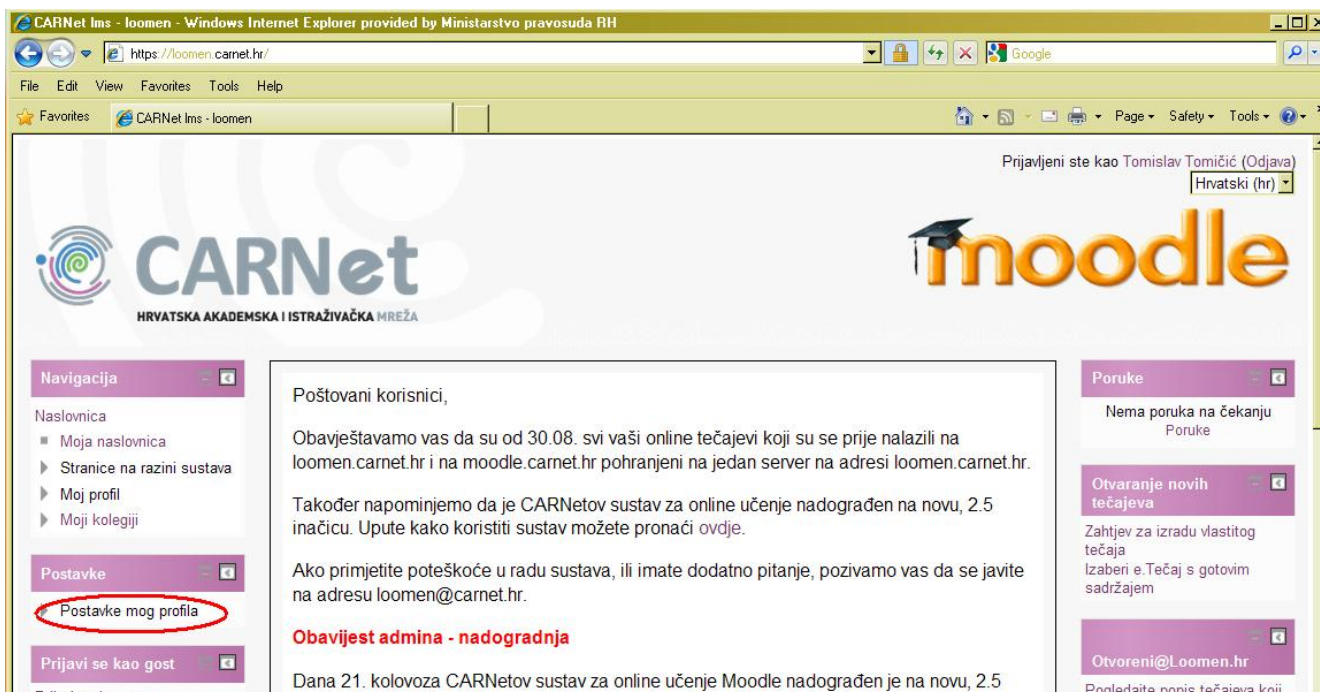 CARNet lms - loomen - Windows Internet Explorer provided by Ministarstvo pravosuda RH
https://loomen.carnet.hr/
Google
File Edit View Favorites Tools Help
Favorites
CARNet lms - loomen
Page
Safety
Tools
Prijavljeni ste kao Tomislav Tomičić (Odjava)
Hrvatski (hr)
CARNet
HRVATSKA AKADEMSKA I ISTRAŽIVAČKA MREŽA
moodle
Navigacija
Naslovnica
Moja naslovnica
Stranice na razini sustava
Moj profil
Moji kolegiji
Postavke
Postavke mog profila
Prijavi se kao gost
Poštovani korisnici,
Obavještavamo vas da su od 30.08. svi vaši online tečajevi koji su se prije nalazili na
loomen.carnet.hr i na moodle.carnet.hr pohranjeni na jedan server na adresi loomen.carnet.hr.
Također napominjemo da je CARNetov sustav za online učenje nadograđen na novu, 2.5
inačicu. Upute kako koristiti sustav možete pronaći ovdje.
Ako primjetite poteškoće u radu sustava, ili imate dodatno pitanje, pozivamo vas da se javite
na adresu loomen@carnet.hr.
Obavijest admina - nadogradnja
Dana 21. kolovoza CARNetov sustav za online učenje Moodle nadograđen je na novu, 2.5
Poruke
Nema poruka na čekanju
Poruke
Otvaranje novih
tečajeva
Zahtjev za izradu vlastitog
tečaja
Izaberi e.Tečaj s gotovim
sadržajem
Otvoreni@Loomen.hr
Pogledajte popis tečajeva koji